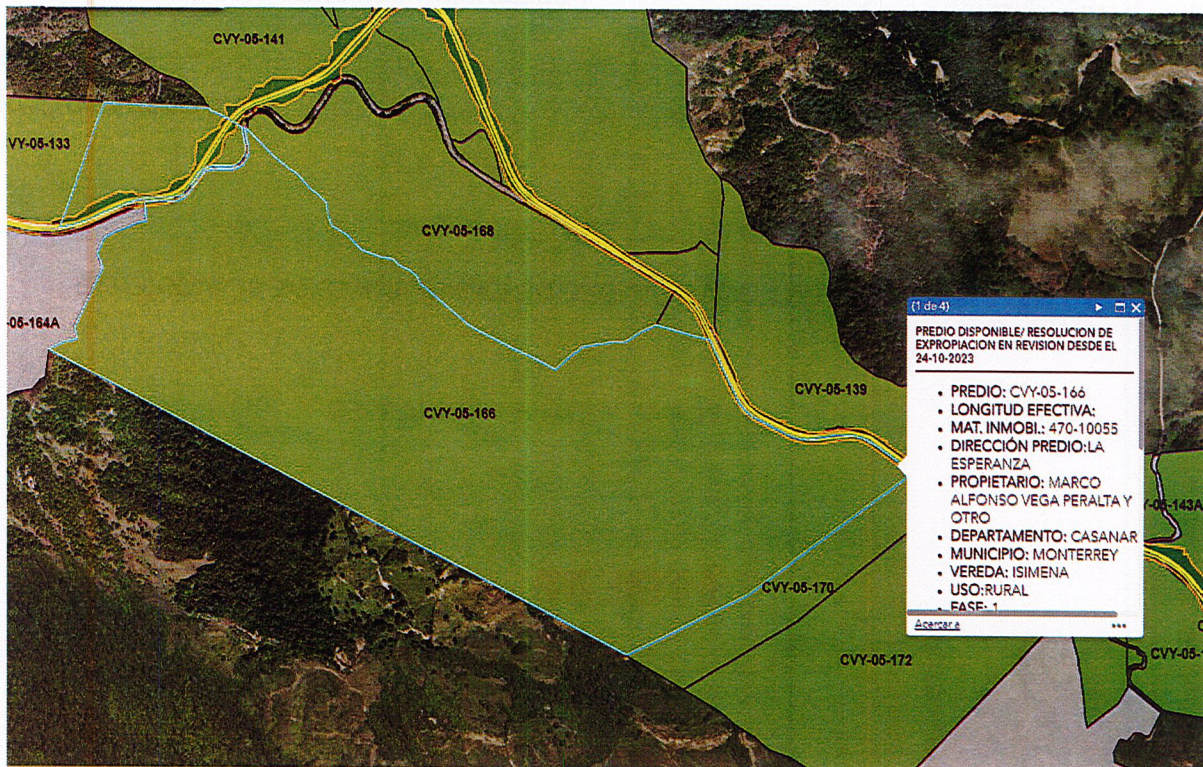 CVY-05-141
VY-05-133
CVY-05-168
-05-164A
CVY-05-166
CVY-05-139
CVY-05-170
CVY-05-172
(1 de 4)
PREDIO DISPONIBLE/ RESOLUCION DE
EXPROPIACION EN REVISION DESDE EL
24-10-2023
• PREDIO: CVY-05-166
• LONGITUD EFECTIVA:
• MAT. INMOBI.: 470-10055
• DIRECCIÓN PREDIO:LA
ESPERANZA
• PROPIETARIO: MARCO
ALFONSO VEGA PERALTA Y
OTRO
• DEPARTAMENTO: CASANAR
• MUNICIPIO: MONTERREY
• VEREDA: ISIMENA
• USO:RURAL
• FASE: 1
Acercar a
•••
Y-05-143A
CVY-05-1